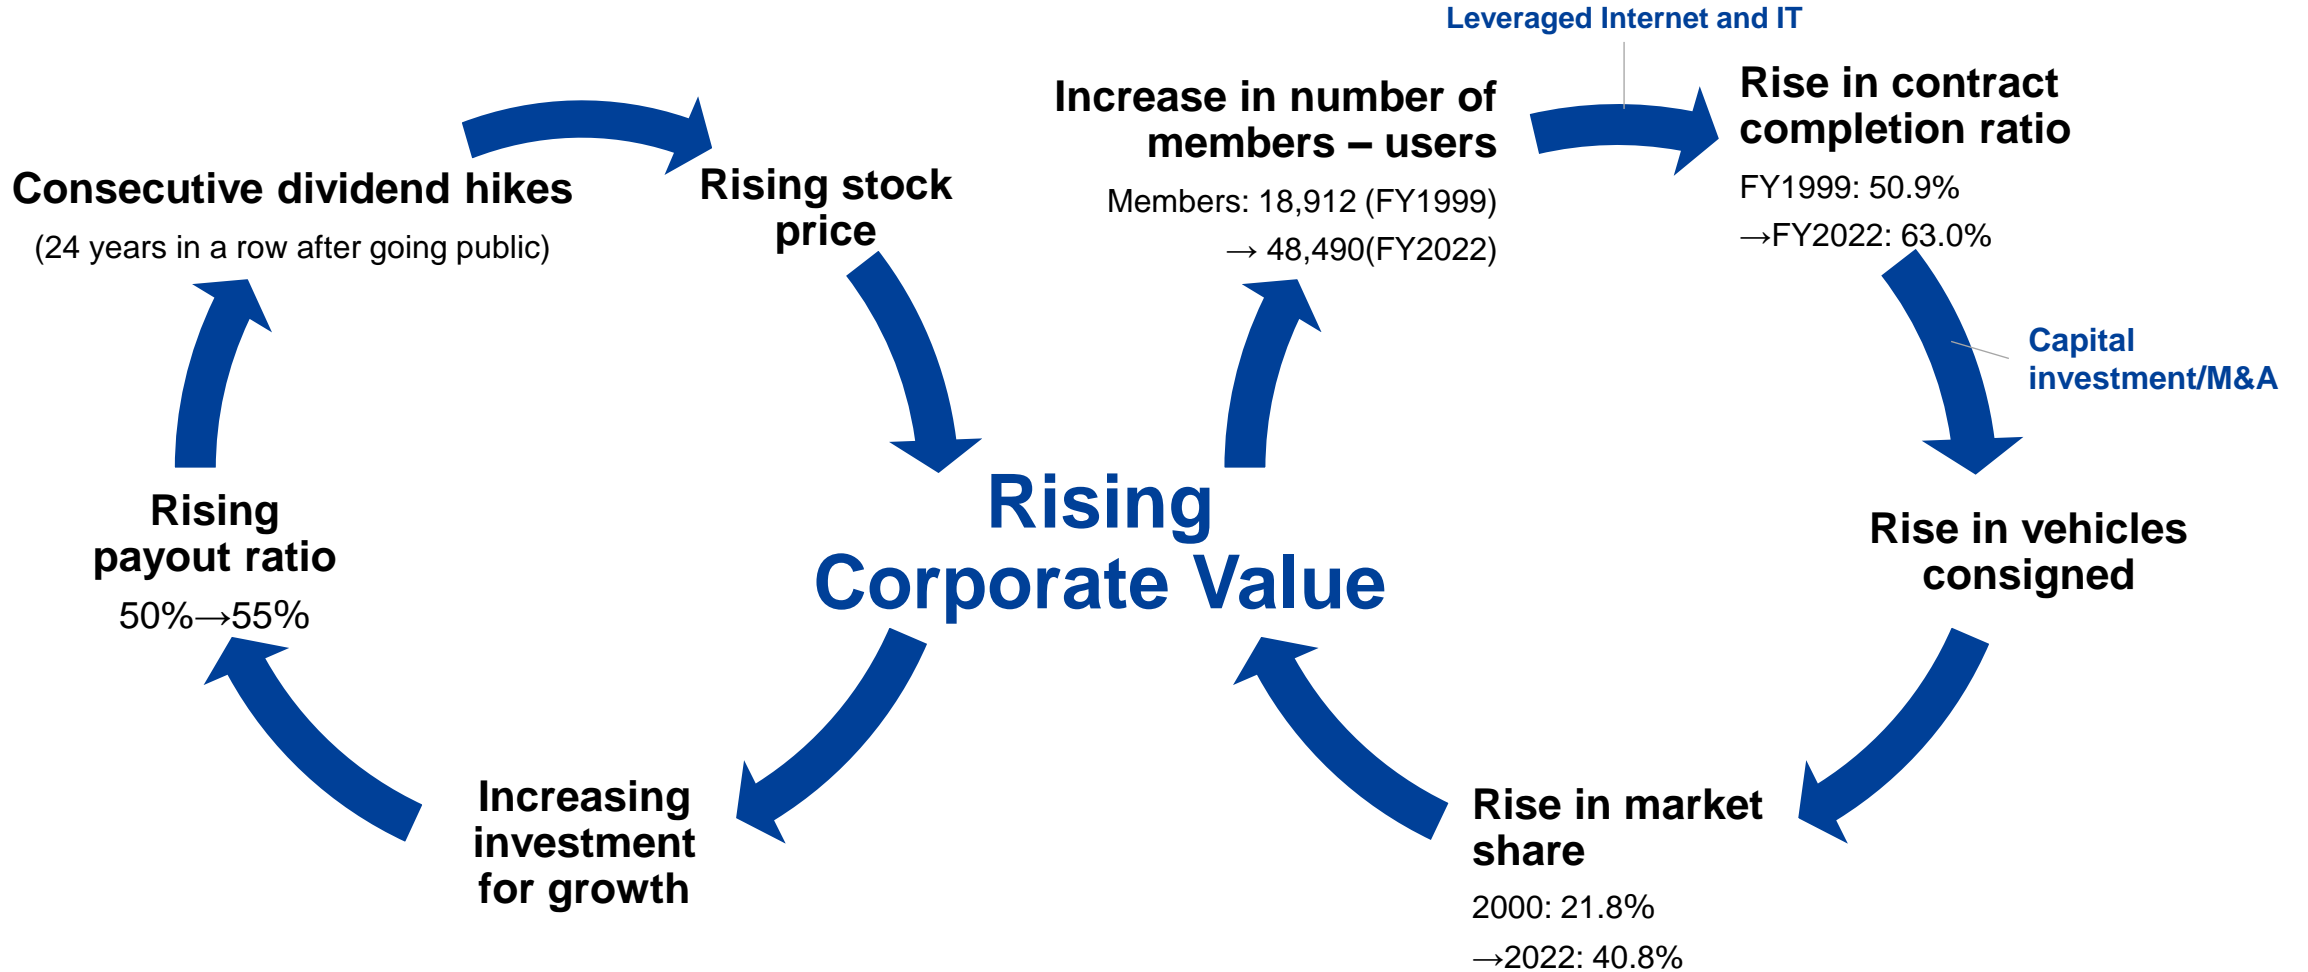 Leveraged Internet and IT
Increase in number of
members – users
Members: 18,912 (FY1999)
→ 48,490(FY2022)
Rise in contract
completion ratio
FY1999: 50.9%
→FY2022: 63.0%
Capital
investment/M&A
Rise in vehicles
consigned
Rise in market
share
2000: 21.8%
→2022: 40.8%
Rising
Corporate Value
Increasing
investment
for growth
Rising
payout ratio
50%→55%
Consecutive dividend hikes
(24 years in a row after going public)
Rising stock
price